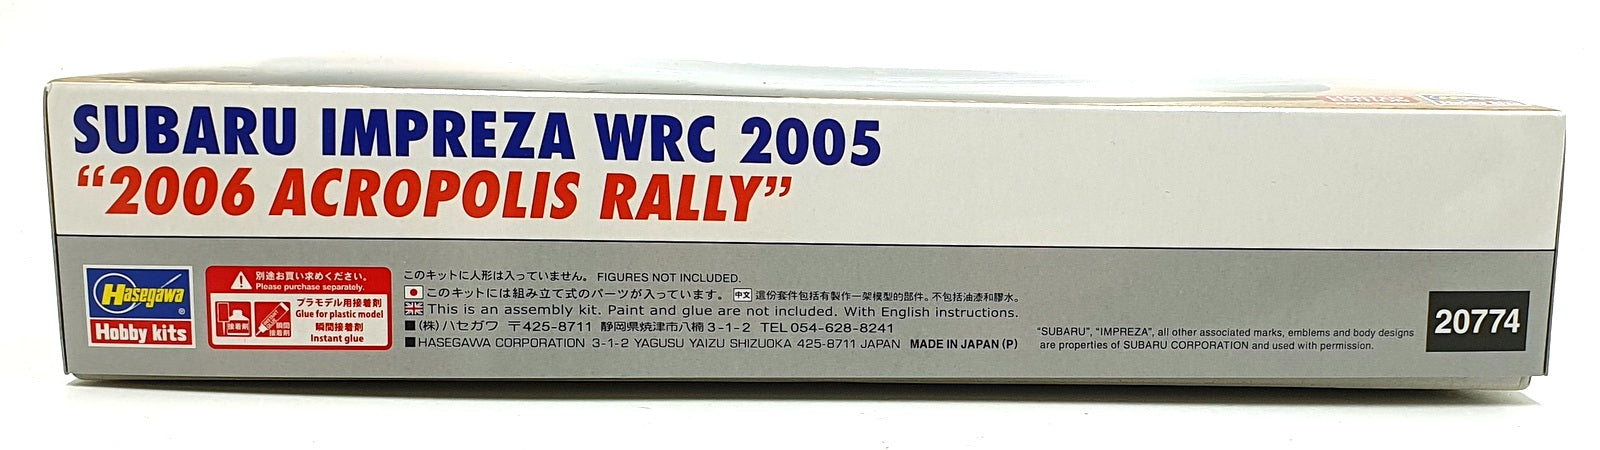 SUBARU IMPREZA WRC 2005
“2006 ACROPOLIS RALLY”
Hasegawa®
Hobby kits
別途お買い求めください。
Please purchase separately.
接着剤
プラモデル用接着剤
Glue for plastic model
瞬間接着剤
Instant glue
瞬間
接着剤
このキットに人形は入っていません。 FIGURES NOT INCLUDED.
このキットには組み立て式のパーツが入っています。 中文 這份套件包括有製作一架模型的部件。不包括油漆和膠水。
This is an assembly kit. Paint and glue are not included. With English instructions.
■(株)ハセガワ 〒425-8711 静岡県焼津市八楠3-1-2 TEL 054-628-8241
■HASEGAWA CORPORATION 3-1-2 YAGUSU YAIZU SHIZUOKA 425-8711 JAPAN MADE IN JAPAN (P)
"SUBARU", "IMPREZA", all other associated marks, emblems and body designs
are properties of SUBARU CORPORATION and used with permission.
20774